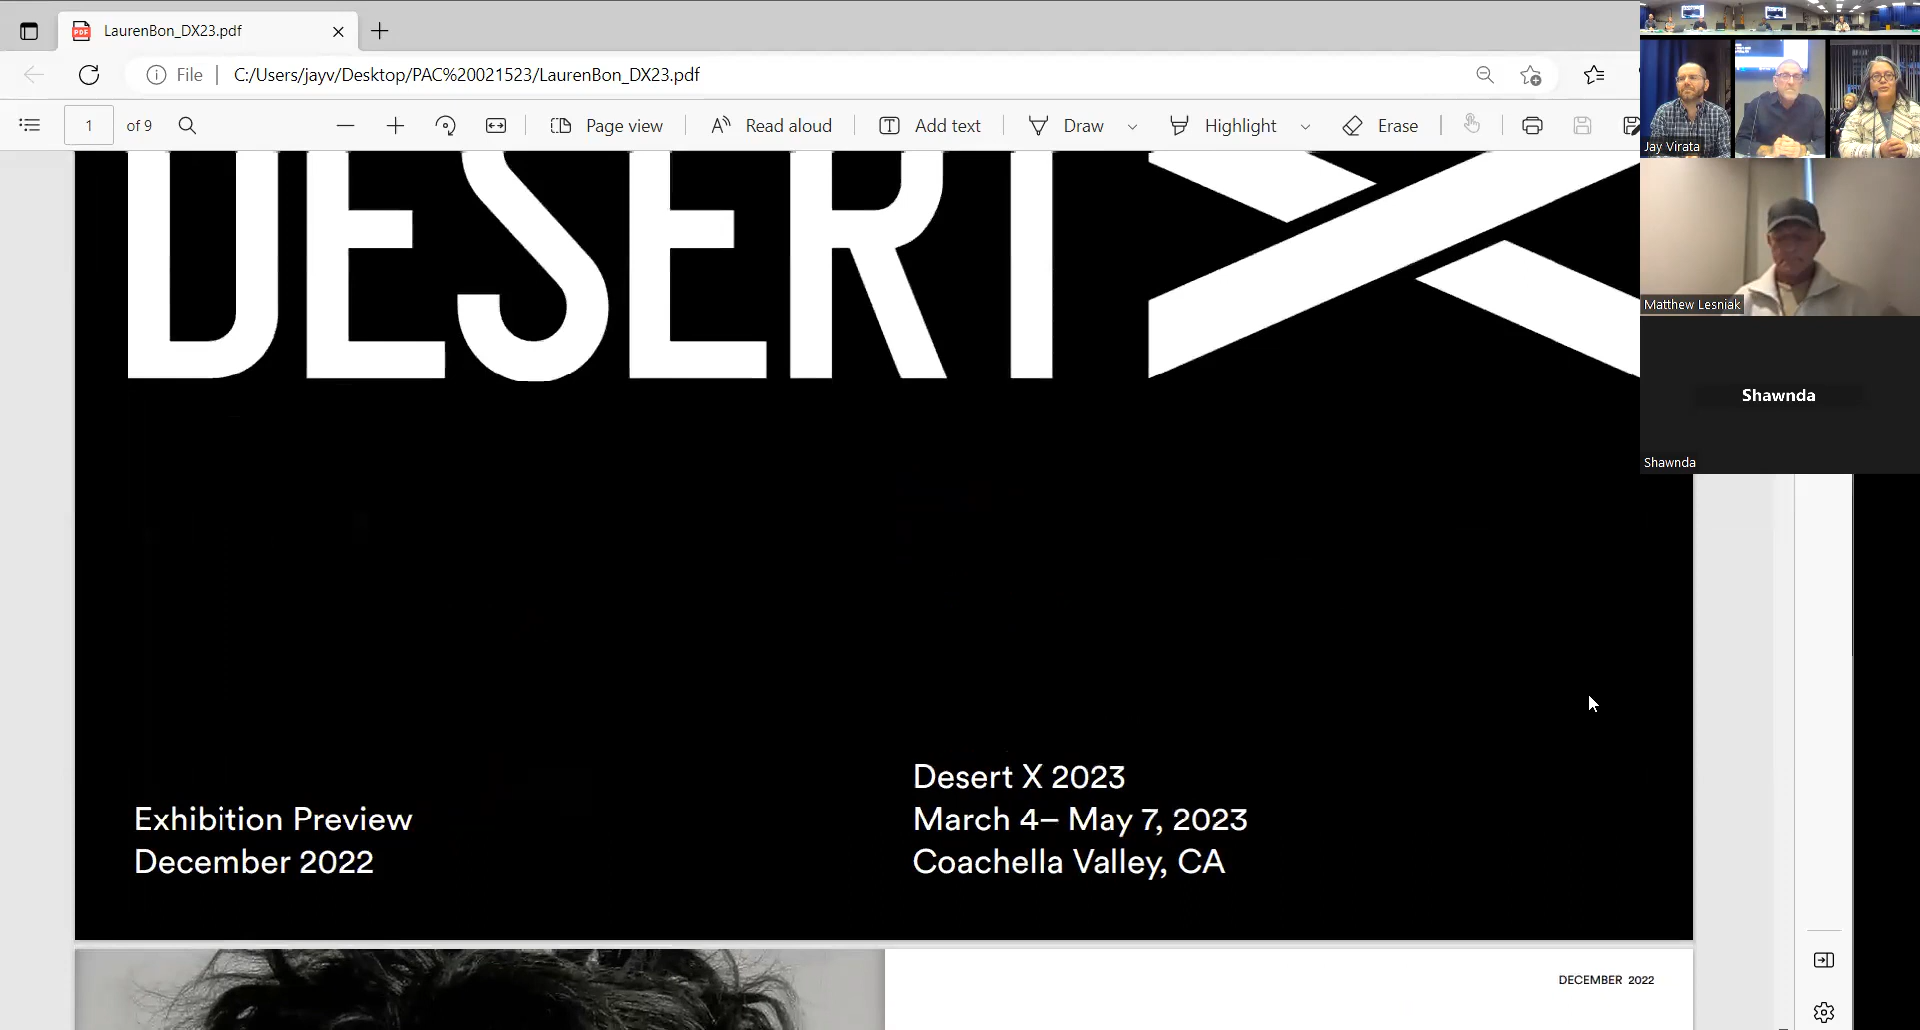 LaurenBon_DX23.pdf
File
C:/Users/jayv/Desktop/PAC%20021523/LaurenBon_DX23.pdf
1 of 9
Page view
Read aloud
Add text
Draw
Highlight
Erase
Jay Virata
Matthew Lesniak
Shawnda
Shawnda
DESERT X
Exhibition Preview
December 2022
Desert X 2023
March 4– May 7, 2023
Coachella Valley, CA
DECEMBER 2022